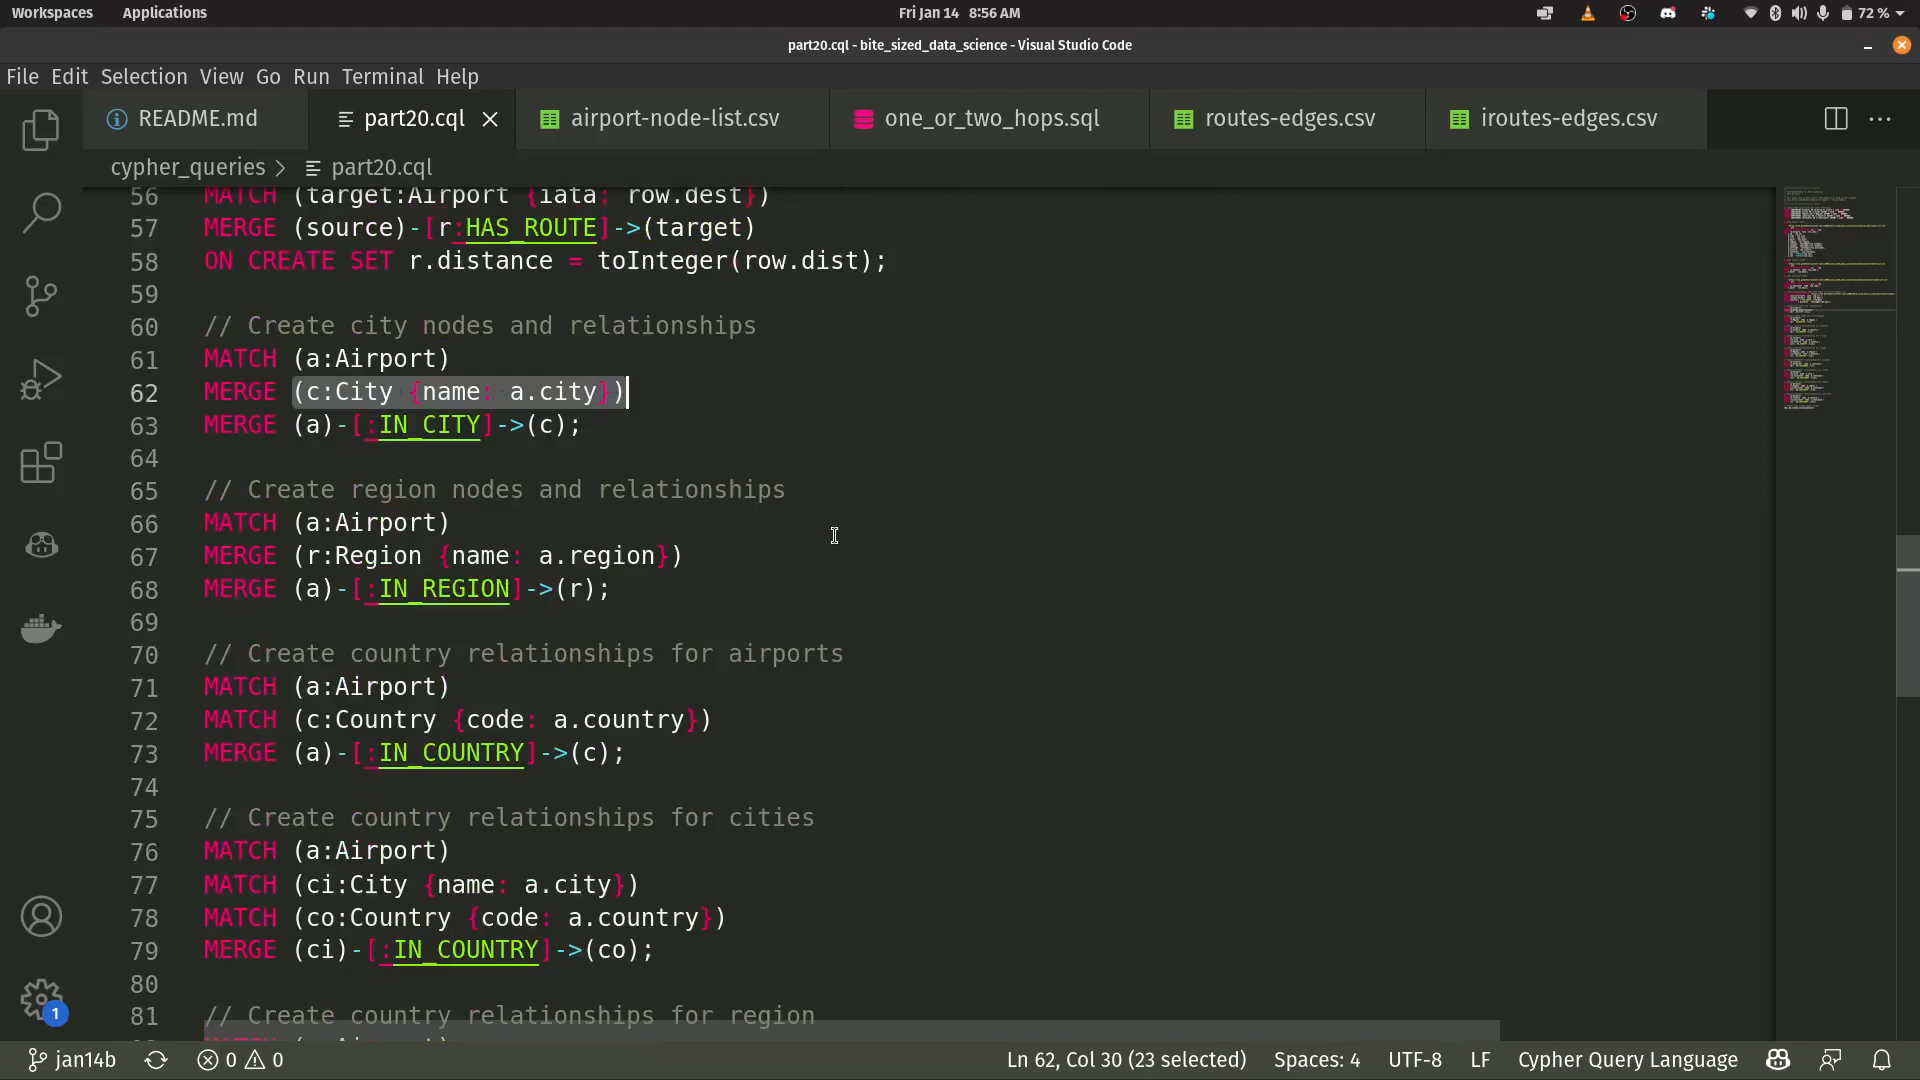 Workspaces Applications Fri Jan 14 8:56 AM 72 %
part20.cql - bite_sized_data_science - Visual Studio Code
File Edit Selection View Go Run Terminal Help
README.md part20.cql airport-node-list.csv one_or_two_hops.sql routes-edges.csv iroutes-edges.csv
cypher_queries > part20.cql
56 MATCH (target:Airport {iata: row.dest})
57 MERGE (source)-[r:HAS_ROUTE]->(target)
58 ON CREATE SET r.distance = toInteger(row.dist);
59
60 // Create city nodes and relationships
61 MATCH (a:Airport)
62 MERGE (c:City {name: a.city})
63 MERGE (a)-[:IN_CITY]->(c);
64
65 // Create region nodes and relationships
66 MATCH (a:Airport)
67 MERGE (r:Region {name: a.region})
68 MERGE (a)-[:IN_REGION]->(r);
69
70 // Create country relationships for airports
71 MATCH (a:Airport)
72 MATCH (c:Country {code: a.country})
73 MERGE (a)-[:IN_COUNTRY]->(c);
74
75 // Create country relationships for cities
76 MATCH (a:Airport)
77 MATCH (ci:City {name: a.city})
78 MATCH (co:Country {code: a.country})
79 MERGE (ci)-[:IN_COUNTRY]->(co);
80
81 // Create country relationships for region
1
jan14b 0 0 Ln 62, Col 30 (23 selected) Spaces: 4 UTF-8 LF Cypher Query Language